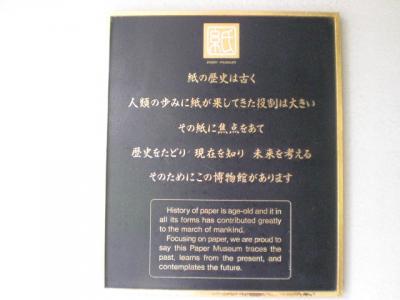 紙
PAPER MUSEUM
紙の歴史は古く
人類の歩みに紙が果してきた役割は大きい
その紙に焦点をあて
歴史をたどり 現在を知り 未来を考える
そのためにこの博物館があります
History of paper is age-old and it in
all its forms has contributed greatly
to the march of mankind.
Focusing on paper, we are proud to
say this Paper Museum traces the
past, learns from the present, and
contemplates the future.